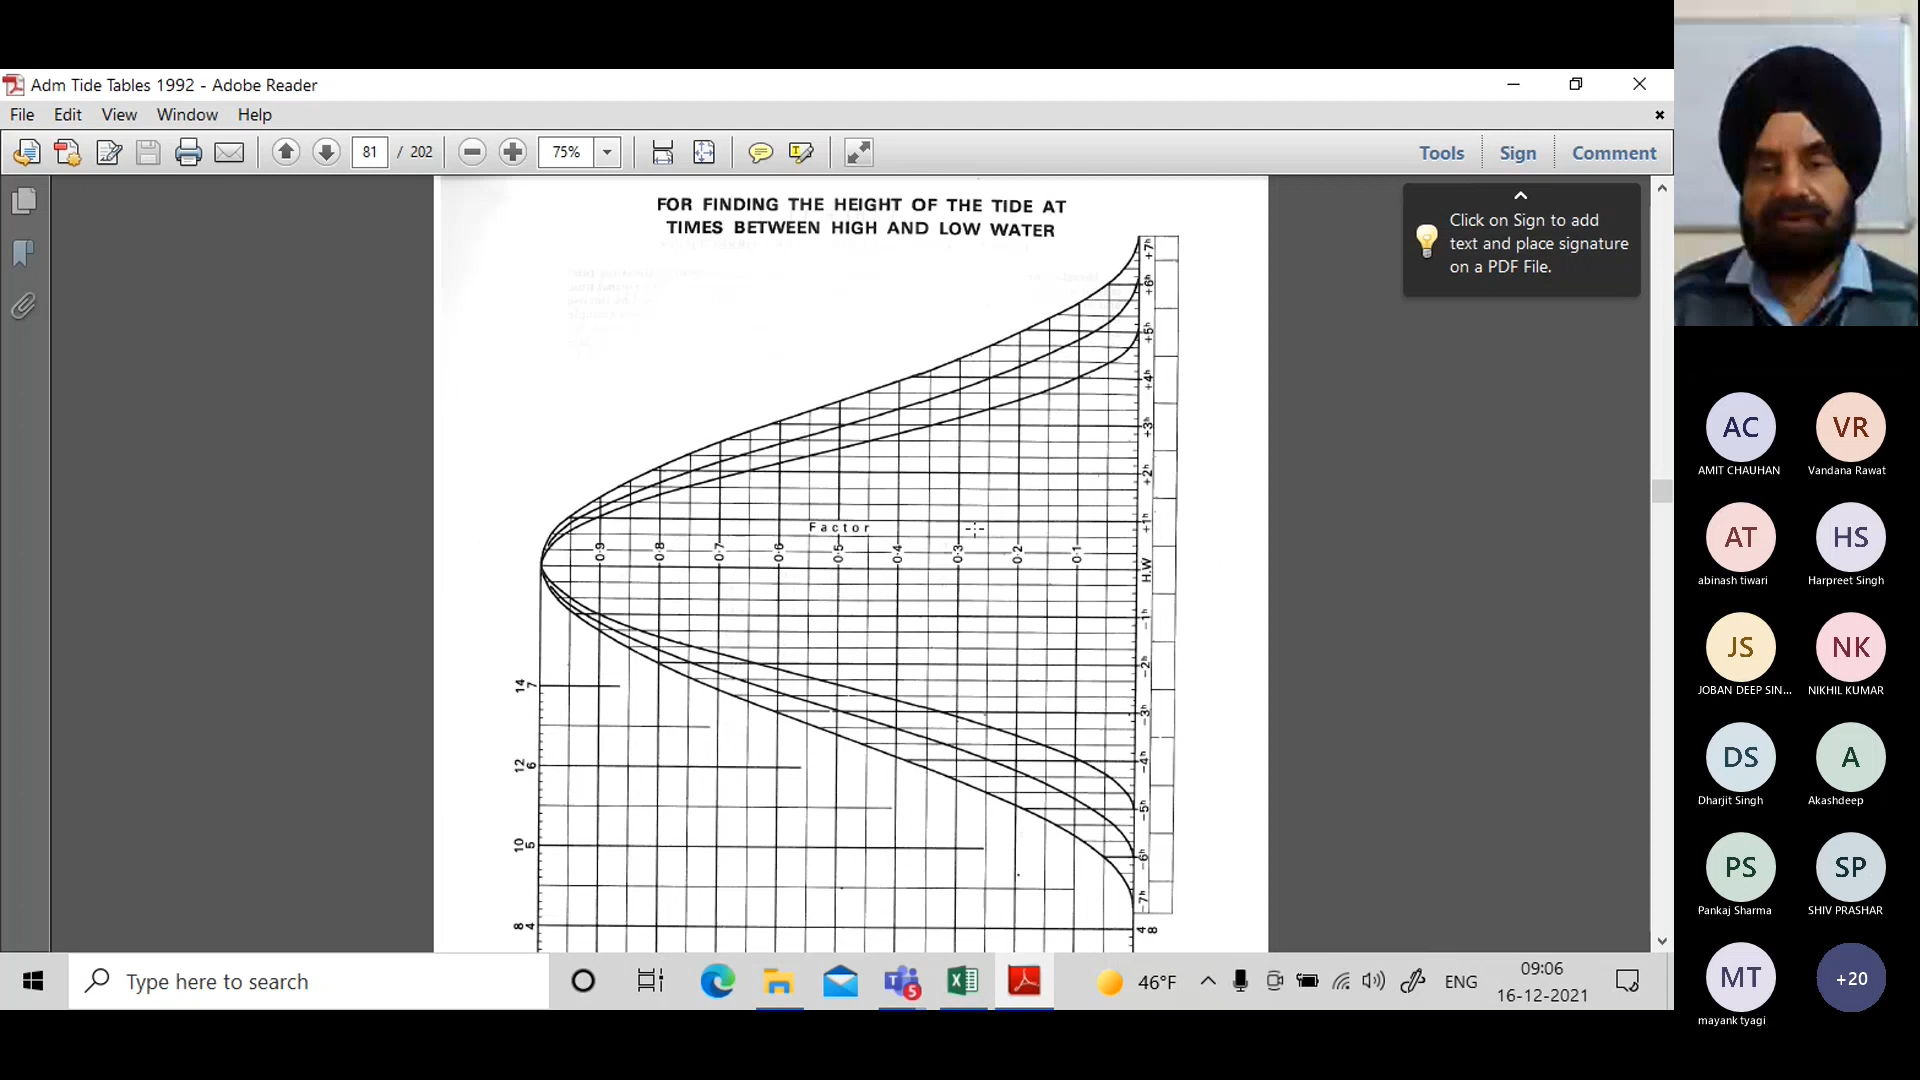 Adm Tide Tables 1992 - Adobe Reader
File Edit View Window Help
81 / 202
75%
Tools Sign Comment
FOR FINDING THE HEIGHT OF THE TIDE AT
TIMES BETWEEN HIGH AND LOW WATER
Click on Sign to add
text and place signature
on a PDF File.
+7h
+6h
+5h
+4h
+3h
+2h
+1h
H.W
-1h
-2h
-3h
-4h
-5h
-6h
-7h
Factor
0·9 0·8 0·7 0·6 0·5 0·4 0·3 0·2 0·1
14 7
12 6
10 5
8 4
4 8
AC VR
AMIT CHAUHAN Vandana Rawat
AT HS
abinash tiwari Harpreet Singh
JS NK
JOBAN DEEP SIN... NIKHIL KUMAR
DS A
Dharjit Singh Akashdeep
PS SP
Pankaj Sharma SHIV PRASHAR
MT +20
mayank tyagi
Type here to search
5
46°F
ENG
09:06
16-12-2021